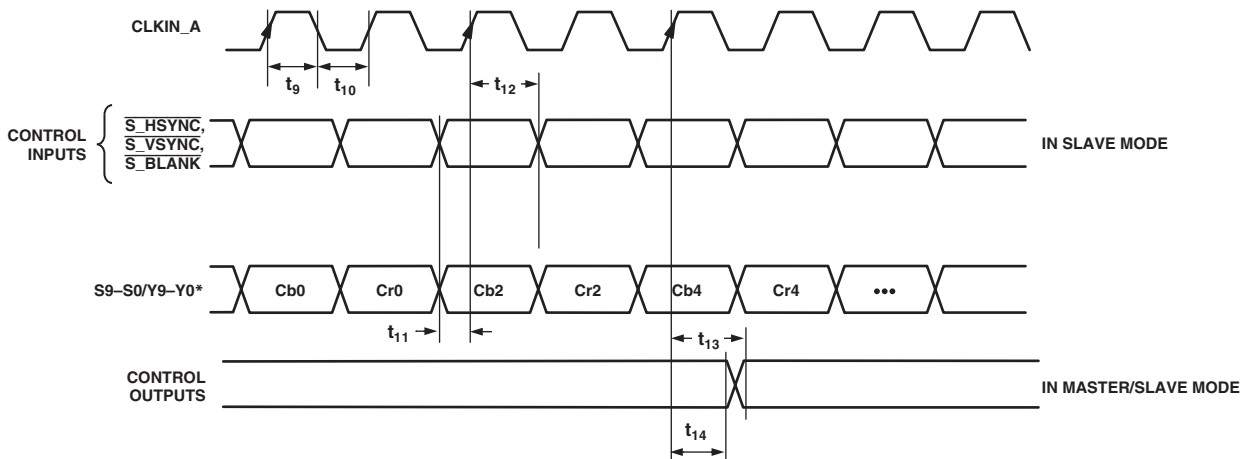 CLKIN_A
t9
t10
t12
CONTROL
INPUTS
S_HSYNC,
S_VSYNC,
S_BLANK
IN SLAVE MODE
S9–S0/Y9–Y0*
Cb0
Cr0
Cb2
Cr2
Cb4
Cr4
•••
t11
t13
CONTROL
OUTPUTS
IN MASTER/SLAVE MODE
t14